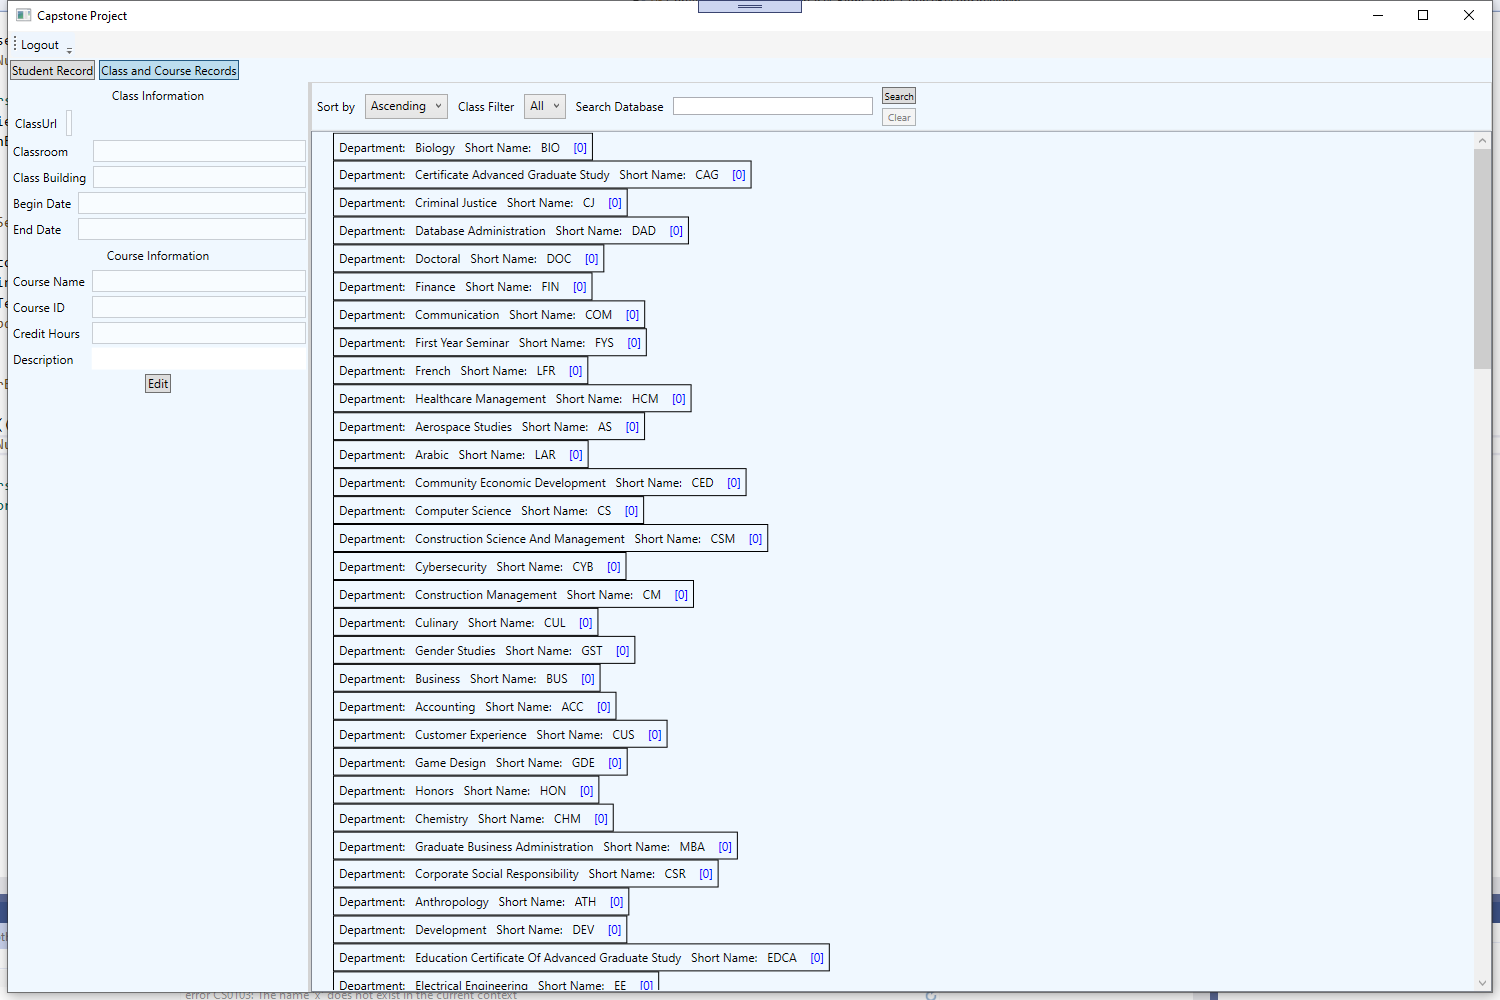 Capstone Project
Logout
Student Record Class and Course Records
Class Information
ClassUrl
Classroom
Class Building
Begin Date
End Date
Course Information
Course Name
Course ID
Credit Hours
Description
Edit
Sort by Ascending Class Filter All Search Database Search
Clear
Department: Biology Short Name: BIO [0]
Department: Certificate Advanced Graduate Study Short Name: CAG [0]
Department: Criminal Justice Short Name: CJ [0]
Department: Database Administration Short Name: DAD [0]
Department: Doctoral Short Name: DOC [0]
Department: Finance Short Name: FIN [0]
Department: Communication Short Name: COM [0]
Department: First Year Seminar Short Name: FYS [0]
Department: French Short Name: LFR [0]
Department: Healthcare Management Short Name: HCM [0]
Department: Aerospace Studies Short Name: AS [0]
Department: Arabic Short Name: LAR [0]
Department: Community Economic Development Short Name: CED [0]
Department: Computer Science Short Name: CS [0]
Department: Construction Science And Management Short Name: CSM [0]
Department: Cybersecurity Short Name: CYB [0]
Department: Construction Management Short Name: CM [0]
Department: Culinary Short Name: CUL [0]
Department: Gender Studies Short Name: GST [0]
Department: Business Short Name: BUS [0]
Department: Accounting Short Name: ACC [0]
Department: Customer Experience Short Name: CUS [0]
Department: Game Design Short Name: GDE [0]
Department: Honors Short Name: HON [0]
Department: Chemistry Short Name: CHM [0]
Department: Graduate Business Administration Short Name: MBA [0]
Department: Corporate Social Responsibility Short Name: CSR [0]
Department: Anthropology Short Name: ATH [0]
Department: Development Short Name: DEV [0]
Department: Education Certificate Of Advanced Graduate Study Short Name: EDCA [0]
Department: Electrical Engineering Short Name: EE [0]
error CS0103: The name 'x' does not exist in the current context